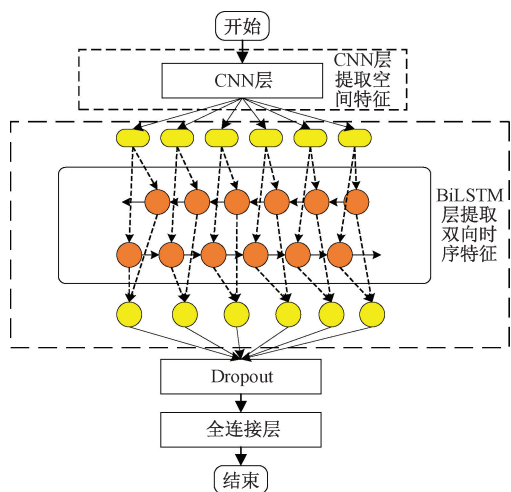 开始
CNN层
CNN层
提取空
间特征
BiLSTM
层提取
双向时
序特征
Dropout
全连接层
结束